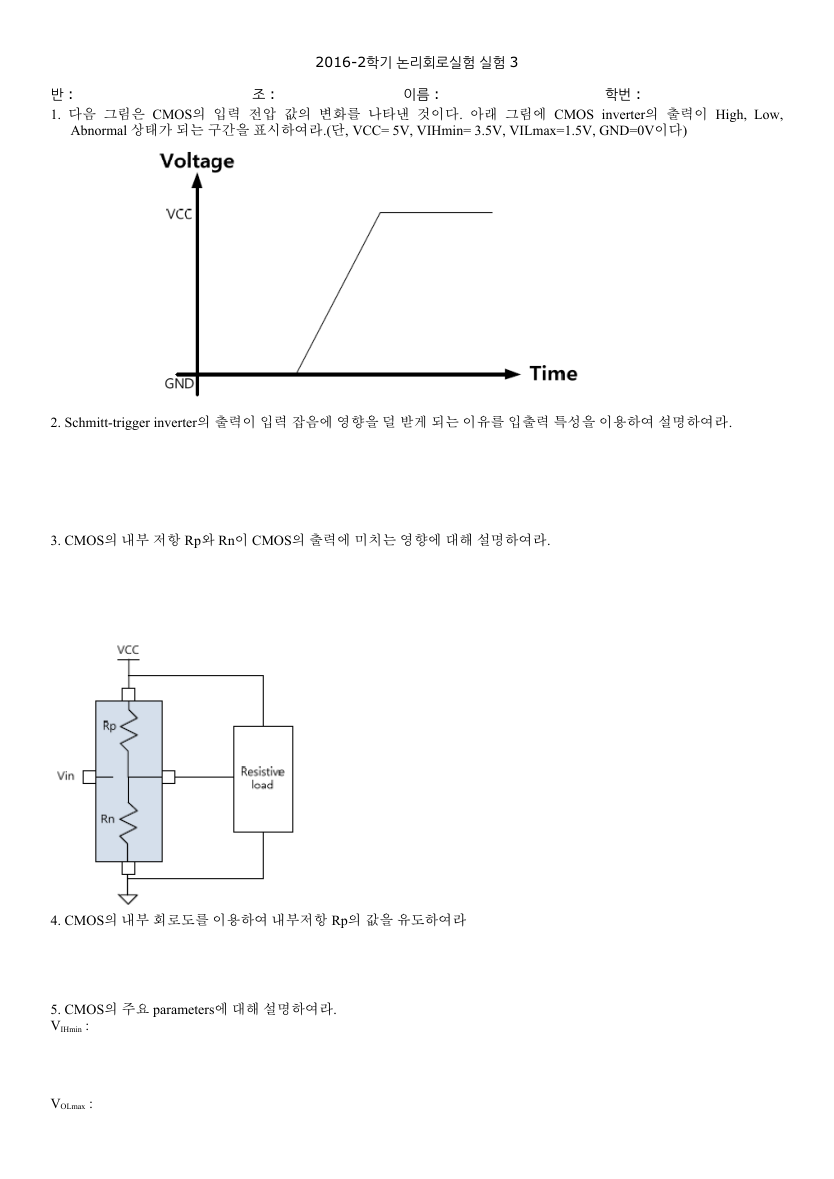 2016-2학기 논리회로실험 실험 3
반 : 조 : 이름 : 학번 :
1. 다음 그림은 CMOS의 입력 전압 값의 변화를 나타낸 것이다. 아래 그림에 CMOS inverter의 출력이 High, Low,
Abnormal 상태가 되는 구간을 표시하여라.(단, VCC= 5V, VIHmin= 3.5V, VILmax=1.5V, GND=0V이다)
Voltage
VCC
GND
Time
2. Schmitt-trigger inverter의 출력이 입력 잡음에 영향을 덜 받게 되는 이유를 입출력 특성을 이용하여 설명하여라.
3. CMOS의 내부 저항 Rp와 Rn이 CMOS의 출력에 미치는 영향에 대해 설명하여라.
VCC
Rp
Vin
Resistive
load
Rn
4. CMOS의 내부 회로도를 이용하여 내부저항 Rp의 값을 유도하여라
5. CMOS의 주요 parameters에 대해 설명하여라.
VIHmin :
VOLmax :